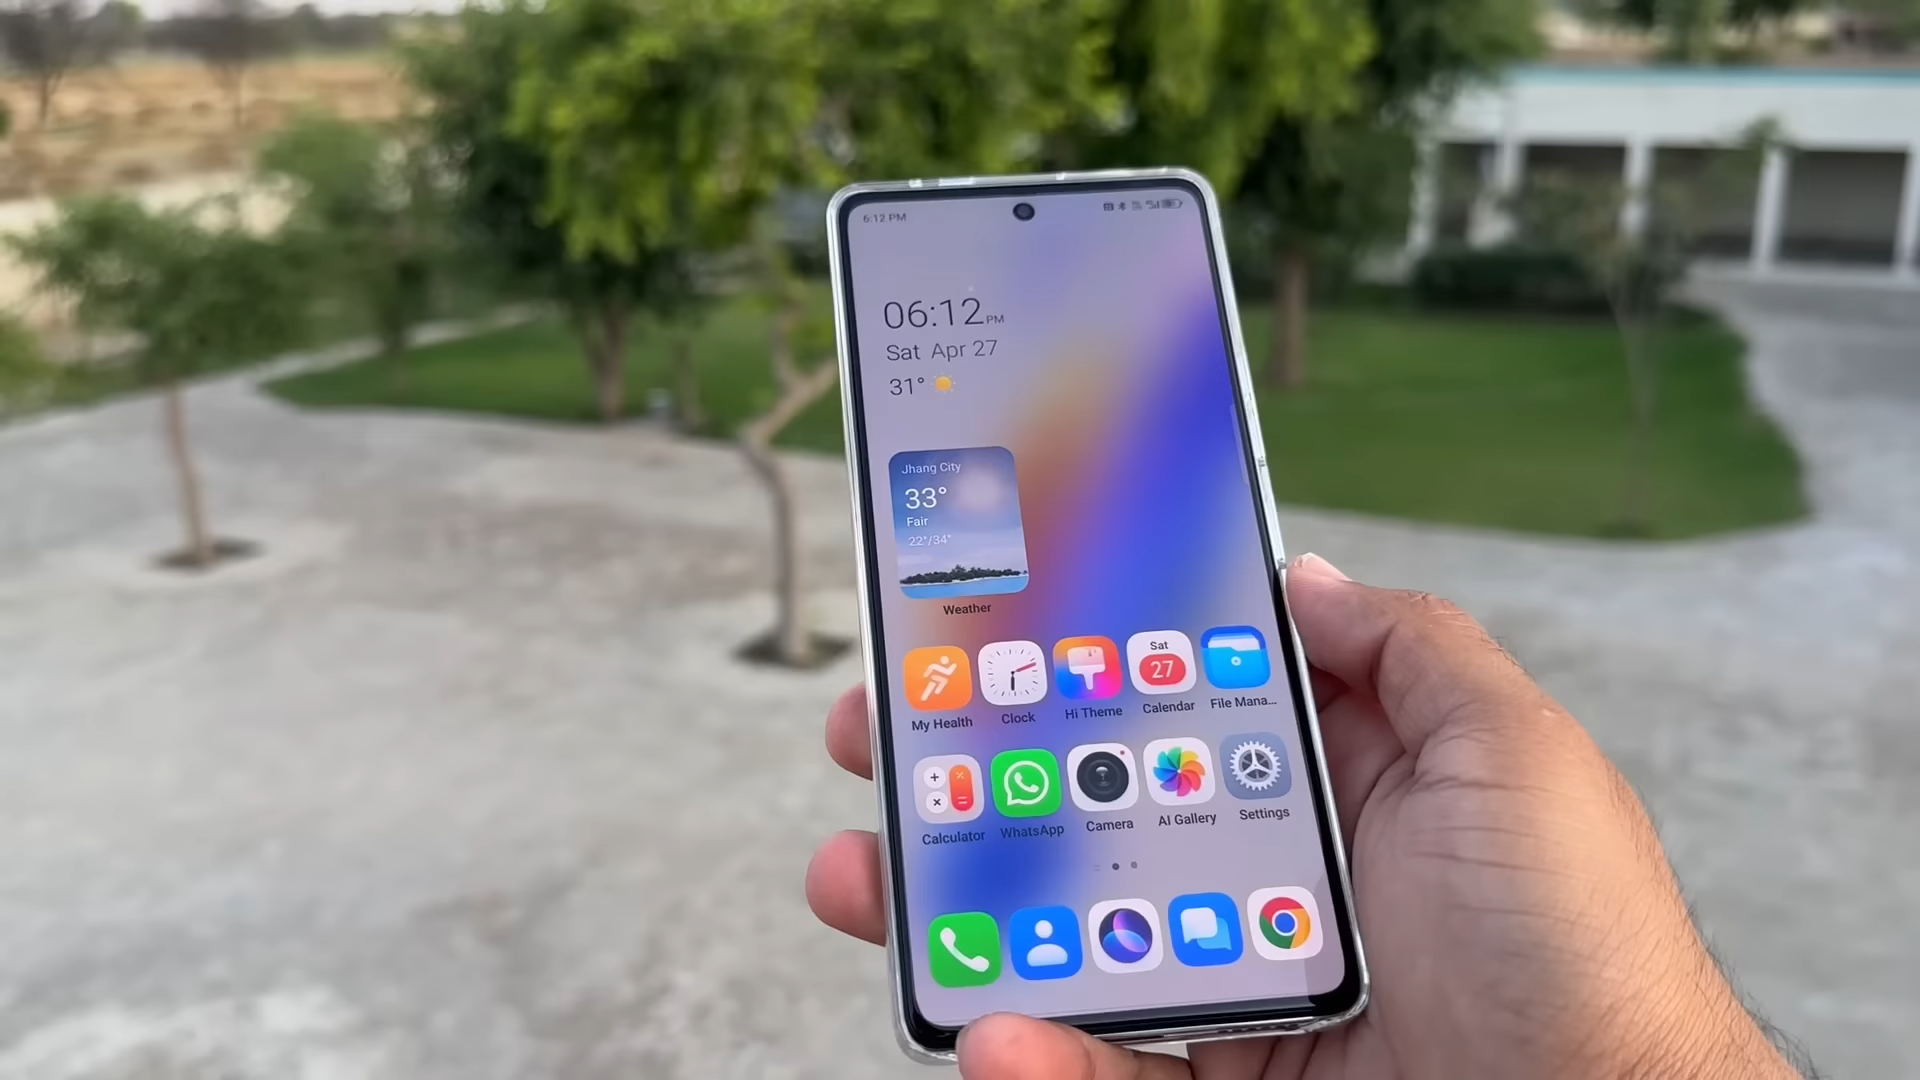 6:12 PM
06:12 PM
Sat Apr 27
31°
Jhang City
33°
Fair
22°/34°
Weather
Sat
27
My Health
Clock
Hi Theme
Calendar
File Mana...
Calculator
WhatsApp
Camera
AI Gallery
Settings